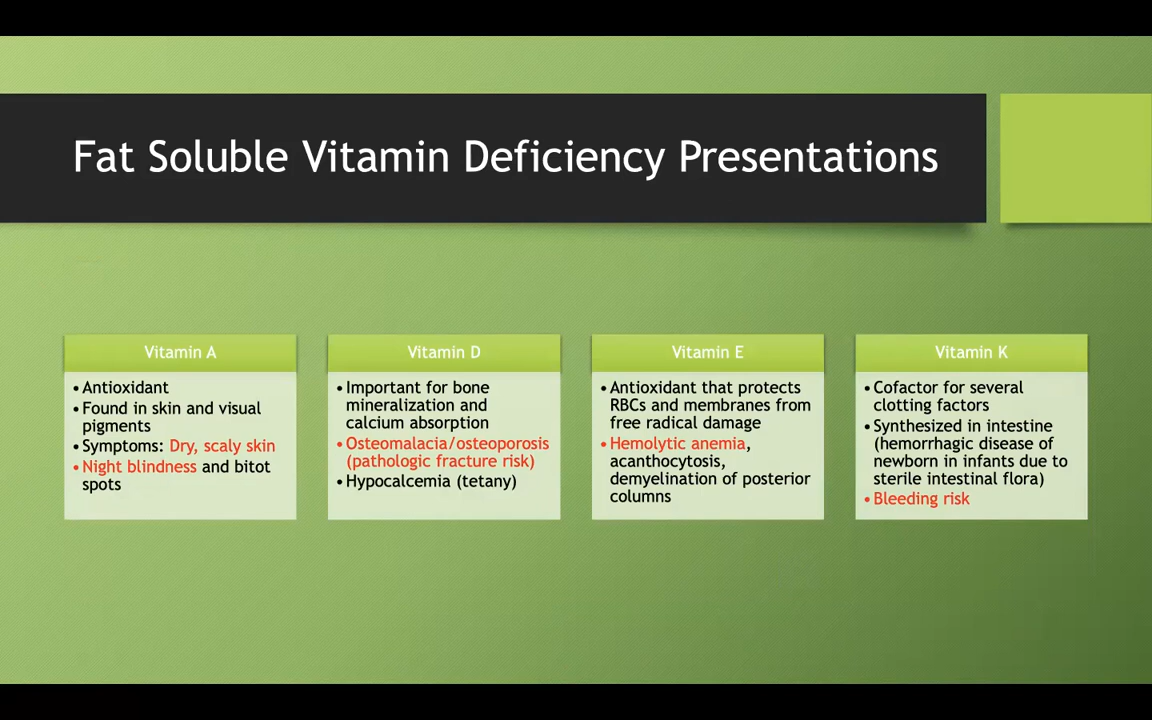 Fat Soluble Vitamin Deficiency Presentations
Vitamin A
• Antioxidant
• Found in skin and visual
pigments
• Symptoms: Dry, scaly skin
• Night blindness and bitot
spots
Vitamin D
• Important for bone
mineralization and
calcium absorption
• Osteomalacia/osteoporosis
(pathologic fracture risk)
• Hypocalcemia (tetany)
Vitamin E
• Antioxidant that protects
RBCs and membranes from
free radical damage
• Hemolytic anemia,
acanthocytosis,
demyelination of posterior
columns
Vitamin K
• Cofactor for several
clotting factors
• Synthesized in intestine
(hemorrhagic disease of
newborn in infants due to
sterile intestinal flora)
• Bleeding risk